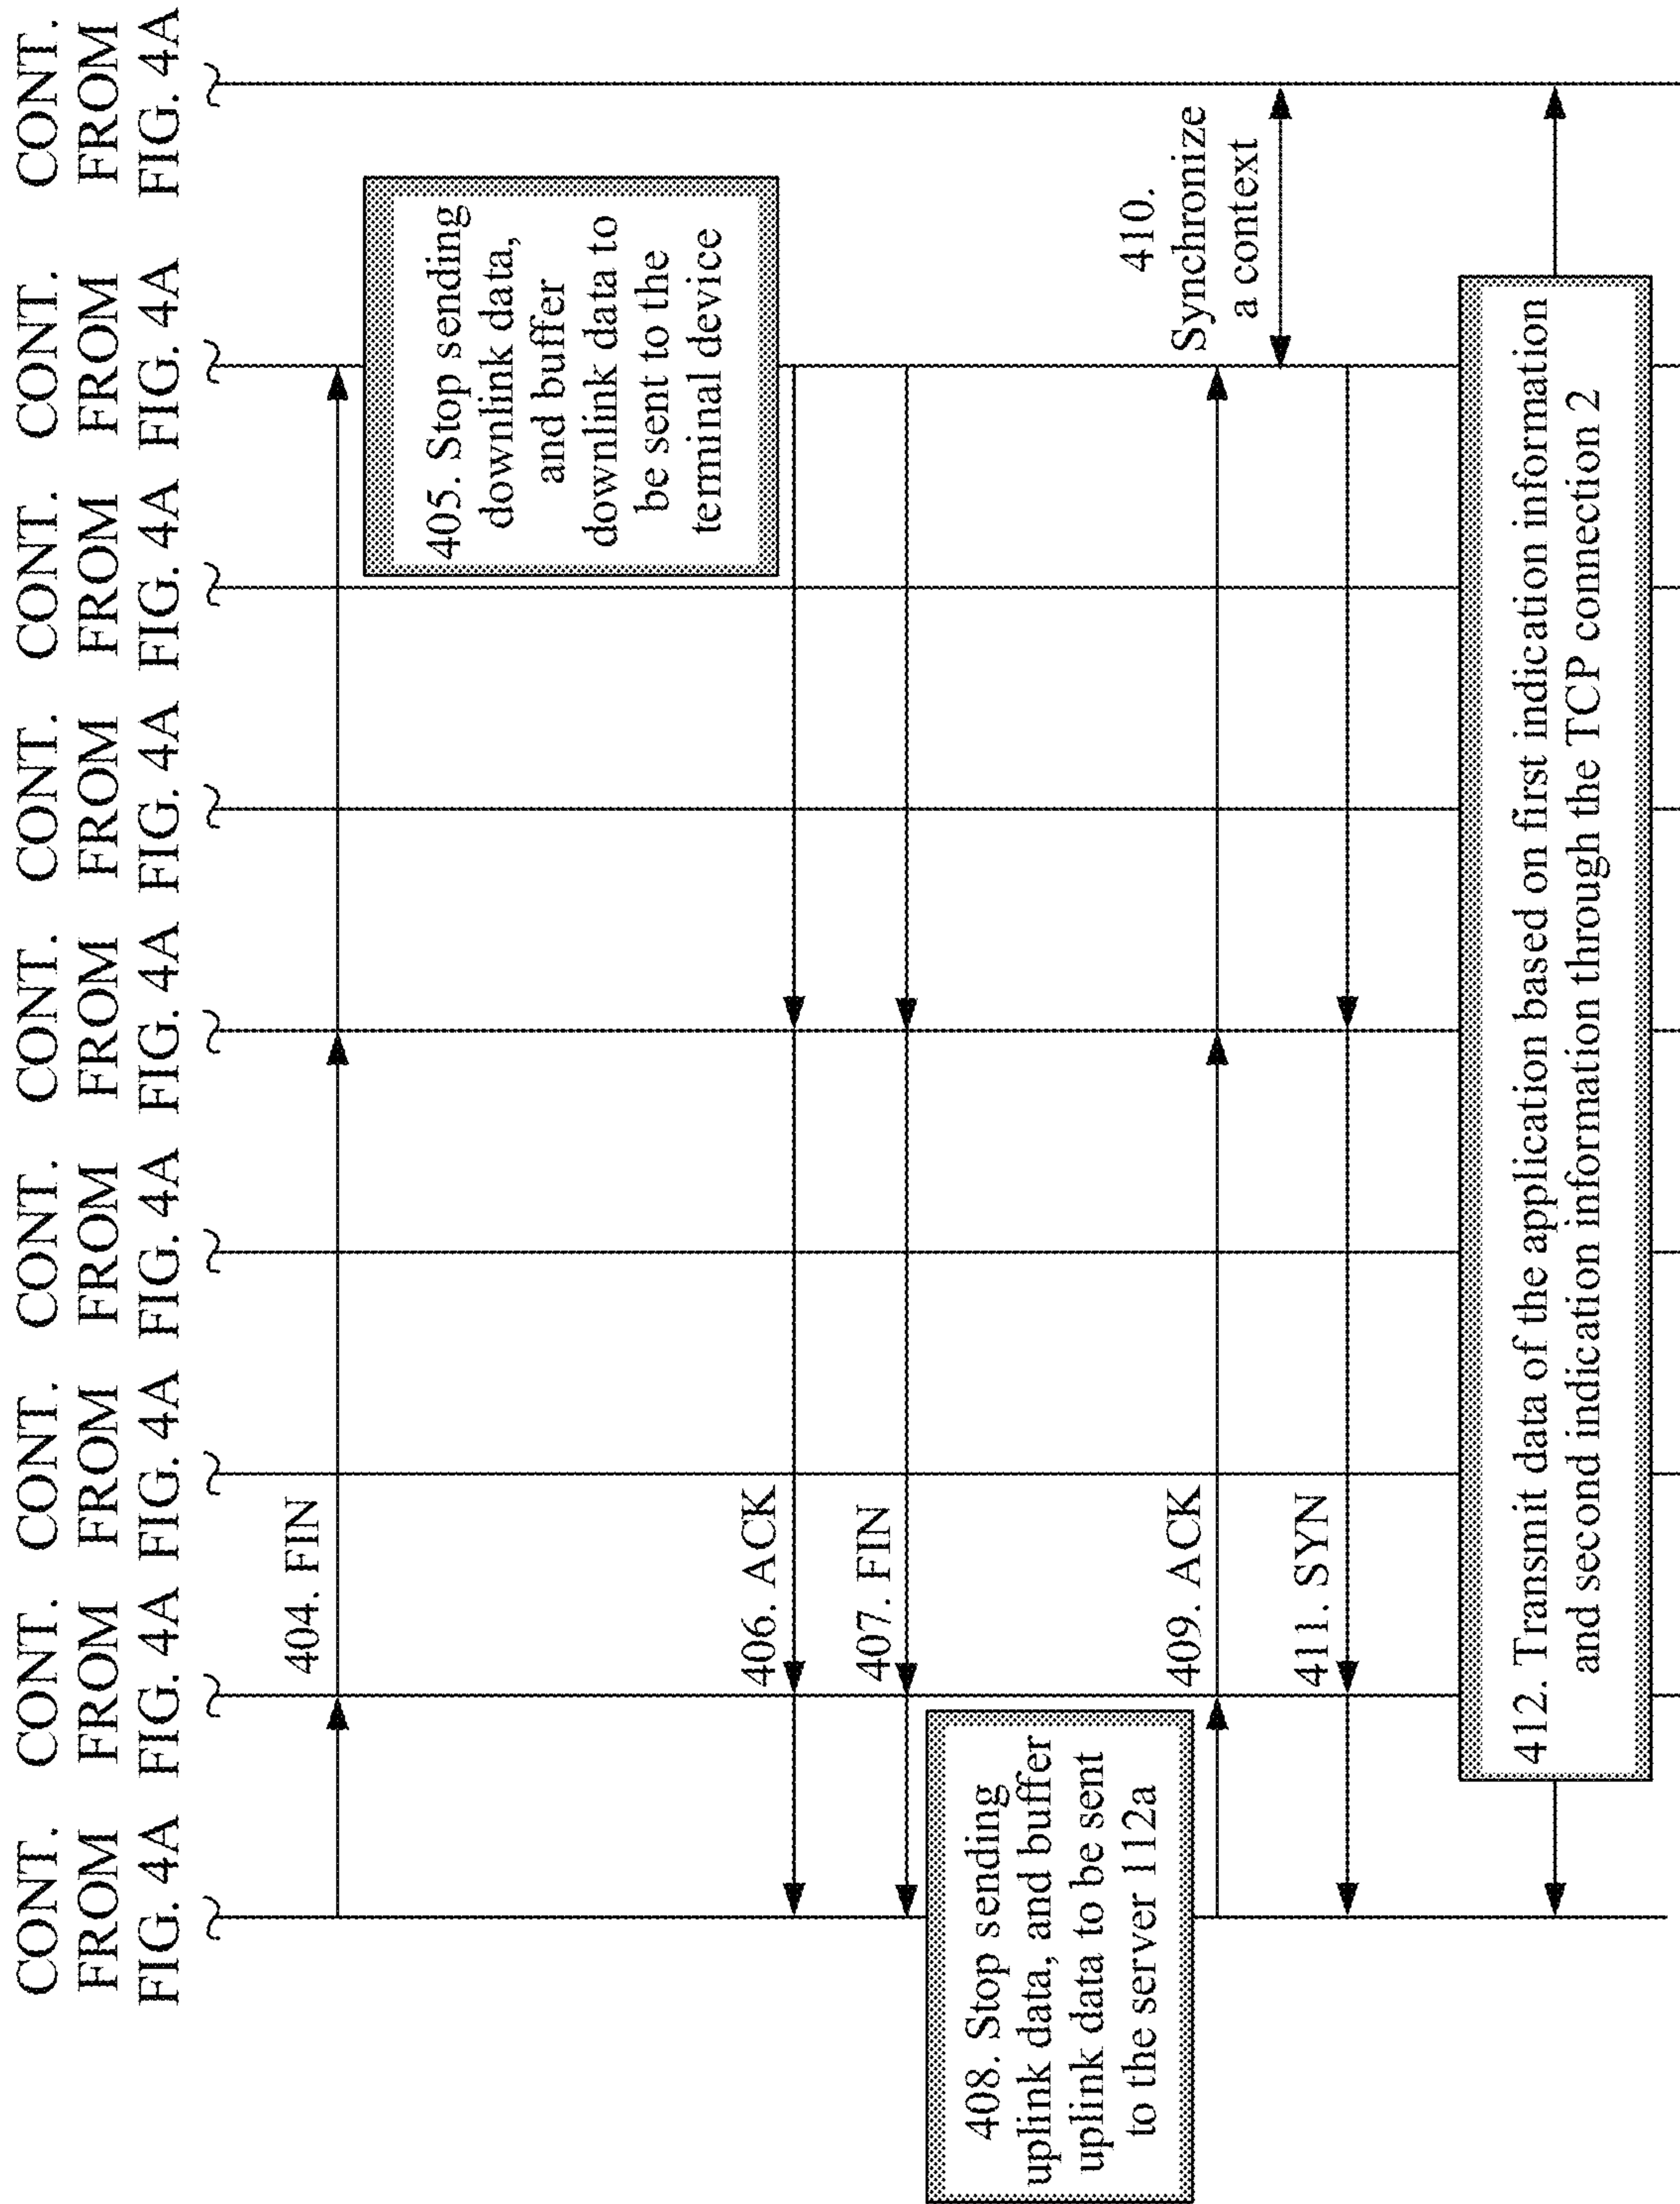 CONT.
FROM
FIG. 4A
CONT.
FROM
FIG. 4A
CONT.
FROM
FIG. 4A
CONT.
FROM
FIG. 4A
CONT.
FROM
FIG. 4A
CONT.
FROM
FIG. 4A
CONT.
FROM
FIG. 4A
CONT.
FROM
FIG. 4A
CONT.
FROM
FIG. 4A
404. FIN
405. Stop sending
downlink data,
and buffer
downlink data to
be sent to the
terminal device
406. ACK
407. FIN
408. Stop sending
uplink data, and buffer
uplink data to be sent
to the server 112a
409. ACK
410.
Synchronize
a context
411. SYN
412. Transmit data of the application based on first indication information
and second indication information through the TCP connection 2